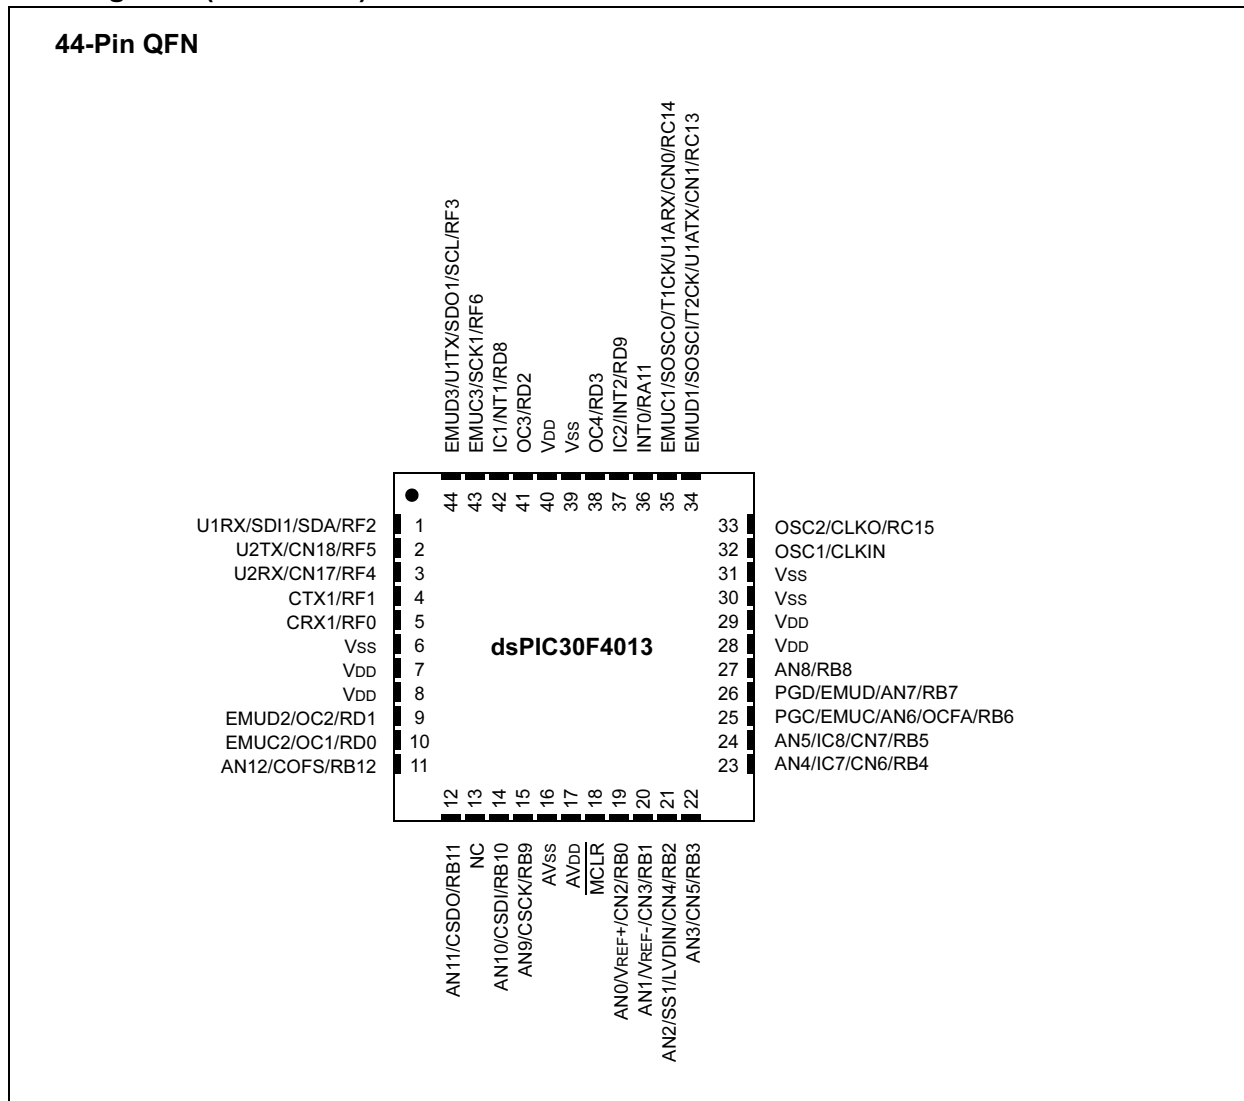 44-Pin QFN
EMUD3/U1TX/SDO1/SCL/RF3
EMUC3/SCK1/RF6
IC1/INT1/RD8
OC3/RD2
VDD
VSS
OC4/RD3
IC2/INT2/RD9
INT0/RA11
EMUC1/SOSCO/T1CK/U1ARX/CN0/RC14
EMUD1/SOSCI/T2CK/U1ATX/CN1/RC13
44
43
42
41
40
39
38
37
36
35
34
U1RX/SDI1/SDA/RF2 1
U2TX/CN18/RF5 2
U2RX/CN17/RF4 3
CTX1/RF1 4
CRX1/RF0 5
VSS 6
VDD 7
VDD 8
EMUD2/OC2/RD1 9
EMUC2/OC1/RD0 10
AN12/COFS/RB12 11
dsPIC30F4013
33 OSC2/CLKO/RC15
32 OSC1/CLKIN
31 VSS
30 VSS
29 VDD
28 VDD
27 AN8/RB8
26 PGD/EMUD/AN7/RB7
25 PGC/EMUC/AN6/OCFA/RB6
24 AN5/IC8/CN7/RB5
23 AN4/IC7/CN6/RB4
12
13
14
15
16
17
18
19
20
21
22
AN11/CSDO/RB11
NC
AN10/CSDI/RB10
AN9/CSCK/RB9
AVSS
AVDD
MCLR
AN0/VREF+/CN2/RB0
AN1/VREF-/CN3/RB1
AN2/SS1/LVDIN/CN4/RB2
AN3/CN5/RB3